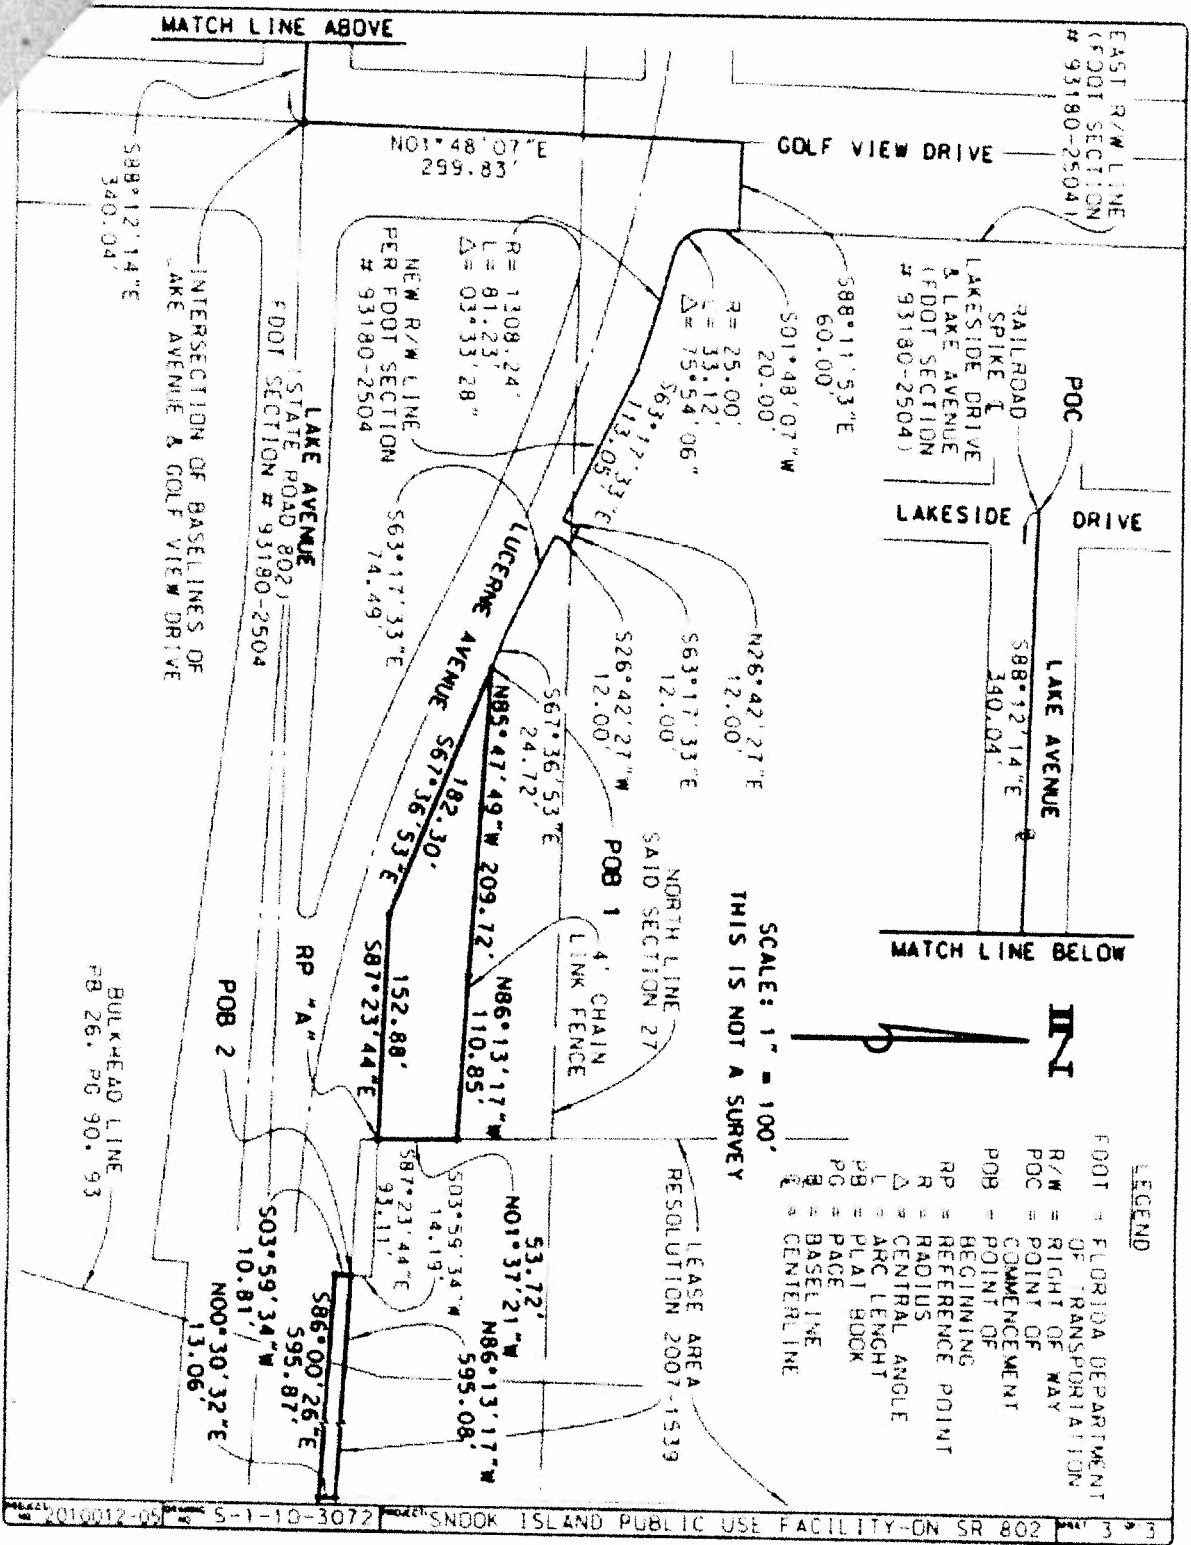 MATCH LINE ABOVE
EAST R/W LINE
(FDOT SECTION
# 93180-2504)
GOLF VIEW DRIVE
N01°48'07"E
299.83'
S88°12'14"E
340.04'
INTERSECTION OF BASELINES OF
LAKE AVENUE & GOLF VIEW DRIVE
LAKE AVENUE
(STATE ROAD 802)
FDOT SECTION # 93180-2504
NEW R/W LINE
PER FDOT SECTION
# 93180-2504
R= 1308.24'
L= 81.23'
Δ= 03°33'28"
S88°11'53"E
60.00'
S01°48'07"W
20.00'
R= 25.00'
L= 33.12'
Δ= 75°54'06"
S63°17'33"E
113.05'
POC
RAILROAD
SPIKE ℄
LAKESIDE DRIVE
& LAKE AVENUE
(FDOT SECTION
# 93180-2504)
LAKESIDE DRIVE
LAKE AVENUE
S88°12'14"E
340.04'
MATCH LINE BELOW
N26°42'27"E
12.00'
S63°17'33"E
12.00'
S26°42'27"W
12.00'
S63°17'33"E
74.49'
LUCERNE AVENUE
S67°36'53"E
24.72'
POB 1
N85°47'49"W 209.72'
182.30'
S67°36'53"E
NORTH LINE
SAID SECTION 27
4' CHAIN
LINK FENCE
N86°13'17"W
110.85'
152.88'
S87°23'44"E
RP "A"
POB 2
BULKHEAD LINE
PB 26, PG 90, 93
SCALE: 1" = 100'
THIS IS NOT A SURVEY
N
LEGEND
FDOT = FLORIDA DEPARTMENT
OF TRANSPORTATION
R/W = RIGHT OF WAY
POC = POINT OF
COMMENCEMENT
POB = POINT OF
BEGINNING
RP = REFERENCE POINT
R = RADIUS
Δ = CENTRAL ANGLE
L = ARC LENGHT
PB = PLAT BOOK
PG = PAGE
B = BASELINE
℄ = CENTERLINE
LEASE AREA
RESOLUTION 2007-1539
53.72'
N01°37'21"W
S03°59'34"W
14.19'
S87°23'44"E
93.11'
N86°13'17"W
595.08'
S86°00'26"E
595.87'
S03°59'34"W
10.81'
N00°30'32"E
13.06'
PROJECT NO. 2010012-05
DRAWING NO. S-1-10-3072
PROJECT: SNOOK ISLAND PUBLIC USE FACILITY-ON SR 802
SHEET 3 OF 3